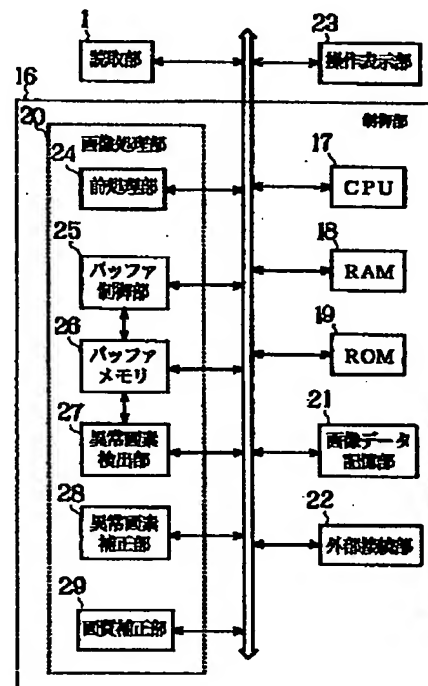 1
読取部
23
操作表示部
16
制御部
20
画像処理部
24
前処理部
17
CPU
25
バッファ
制御部
18
RAM
26
バッファ
メモリ
19
ROM
27
異常画素
検出部
21
画像データ
記憶部
28
異常画素
補正部
22
外部接続部
29
画質補正部